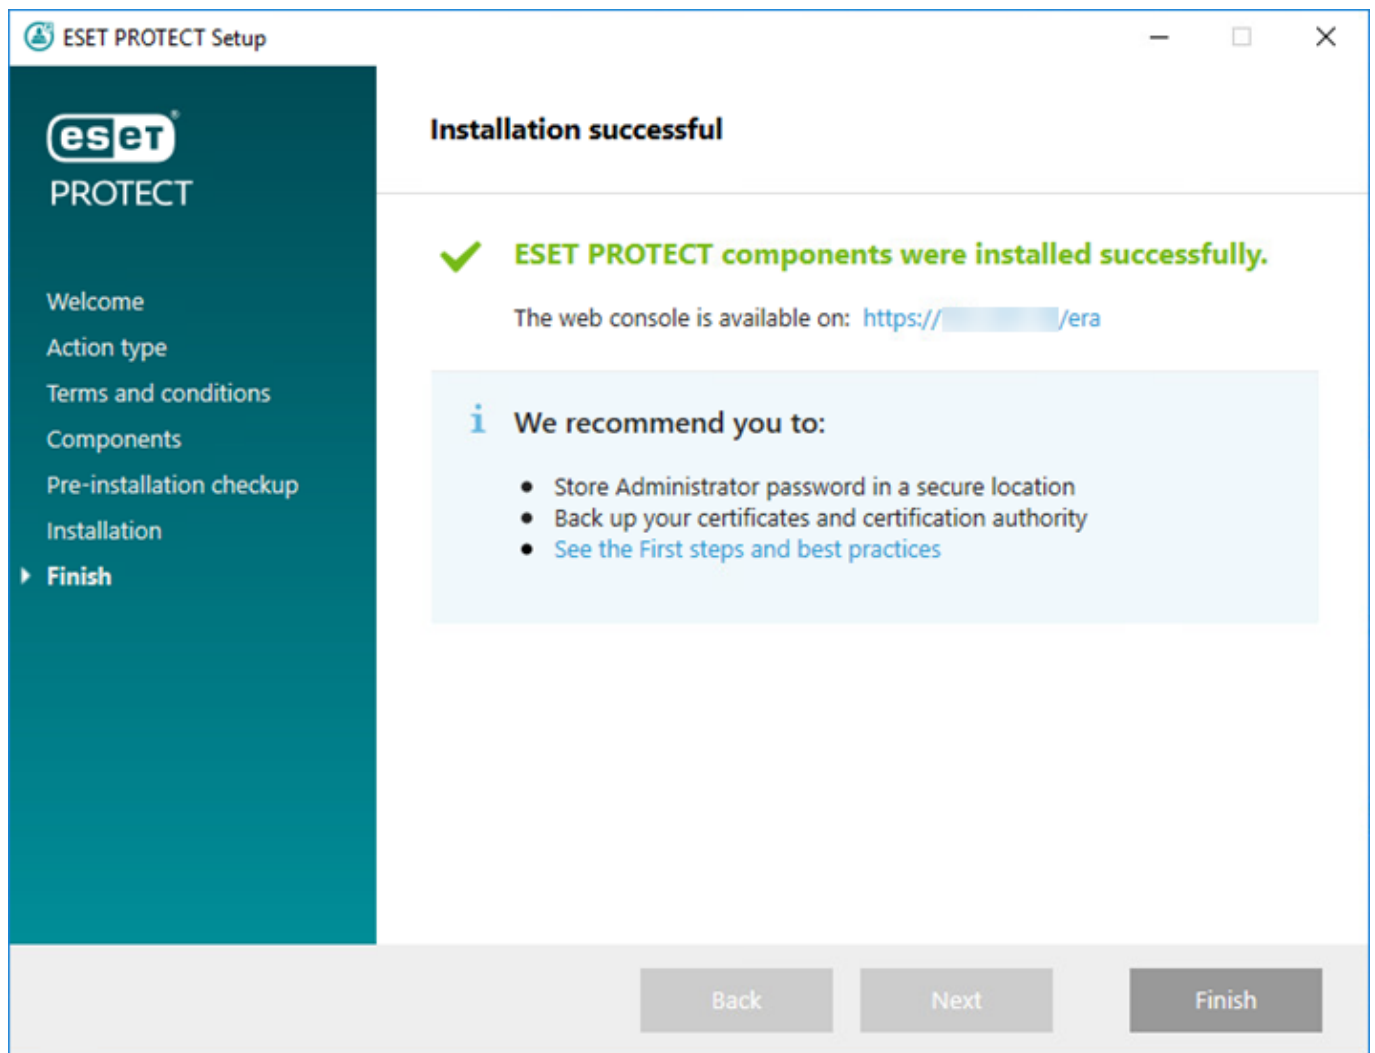 ESET PROTECT Setup
eset®
PROTECT
Welcome
Action type
Terms and conditions
Components
Pre-installation checkup
Installation
Finish
Installation successful
ESET PROTECT components were installed successfully.
The web console is available on: https:// /era
We recommend you to:
Store Administrator password in a secure location
Back up your certificates and certification authority
See the First steps and best practices
Back
Next
Finish